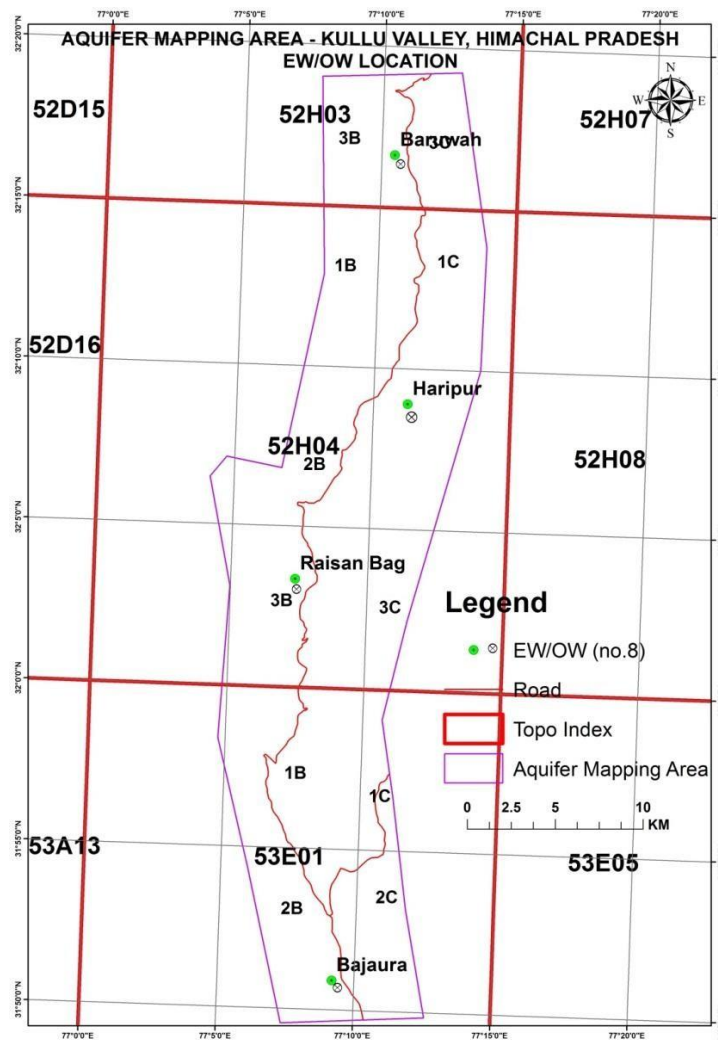 77°0'0"E 77°5'0"E 77°10'0"E 77°15'0"E 77°20'0"E
AQUIFER MAPPING AREA - KULLU VALLEY, HIMACHAL PRADESH
EW/OW LOCATION
N
W E
S
32°20'0"N
52D15
52H03
52H07
3B
Banwah
3C
32°15'0"N
1B
1C
32°10'0"N
52D16
Haripur
52H04
2B
52H08
32°5'0"N
Raisan Bag
3B
3C
Legend
EW/OW (no.8)
Road
Topo Index
Aquifer Mapping Area
0 2.5 5 10
KM
32°0'0"N
1B
1C
31°55'0"N
53A13
53E01
53E05
2B
2C
Bajaura
31°50'0"N
77°0'0"E 77°5'0"E 77°10'0"E 77°15'0"E 77°20'0"E